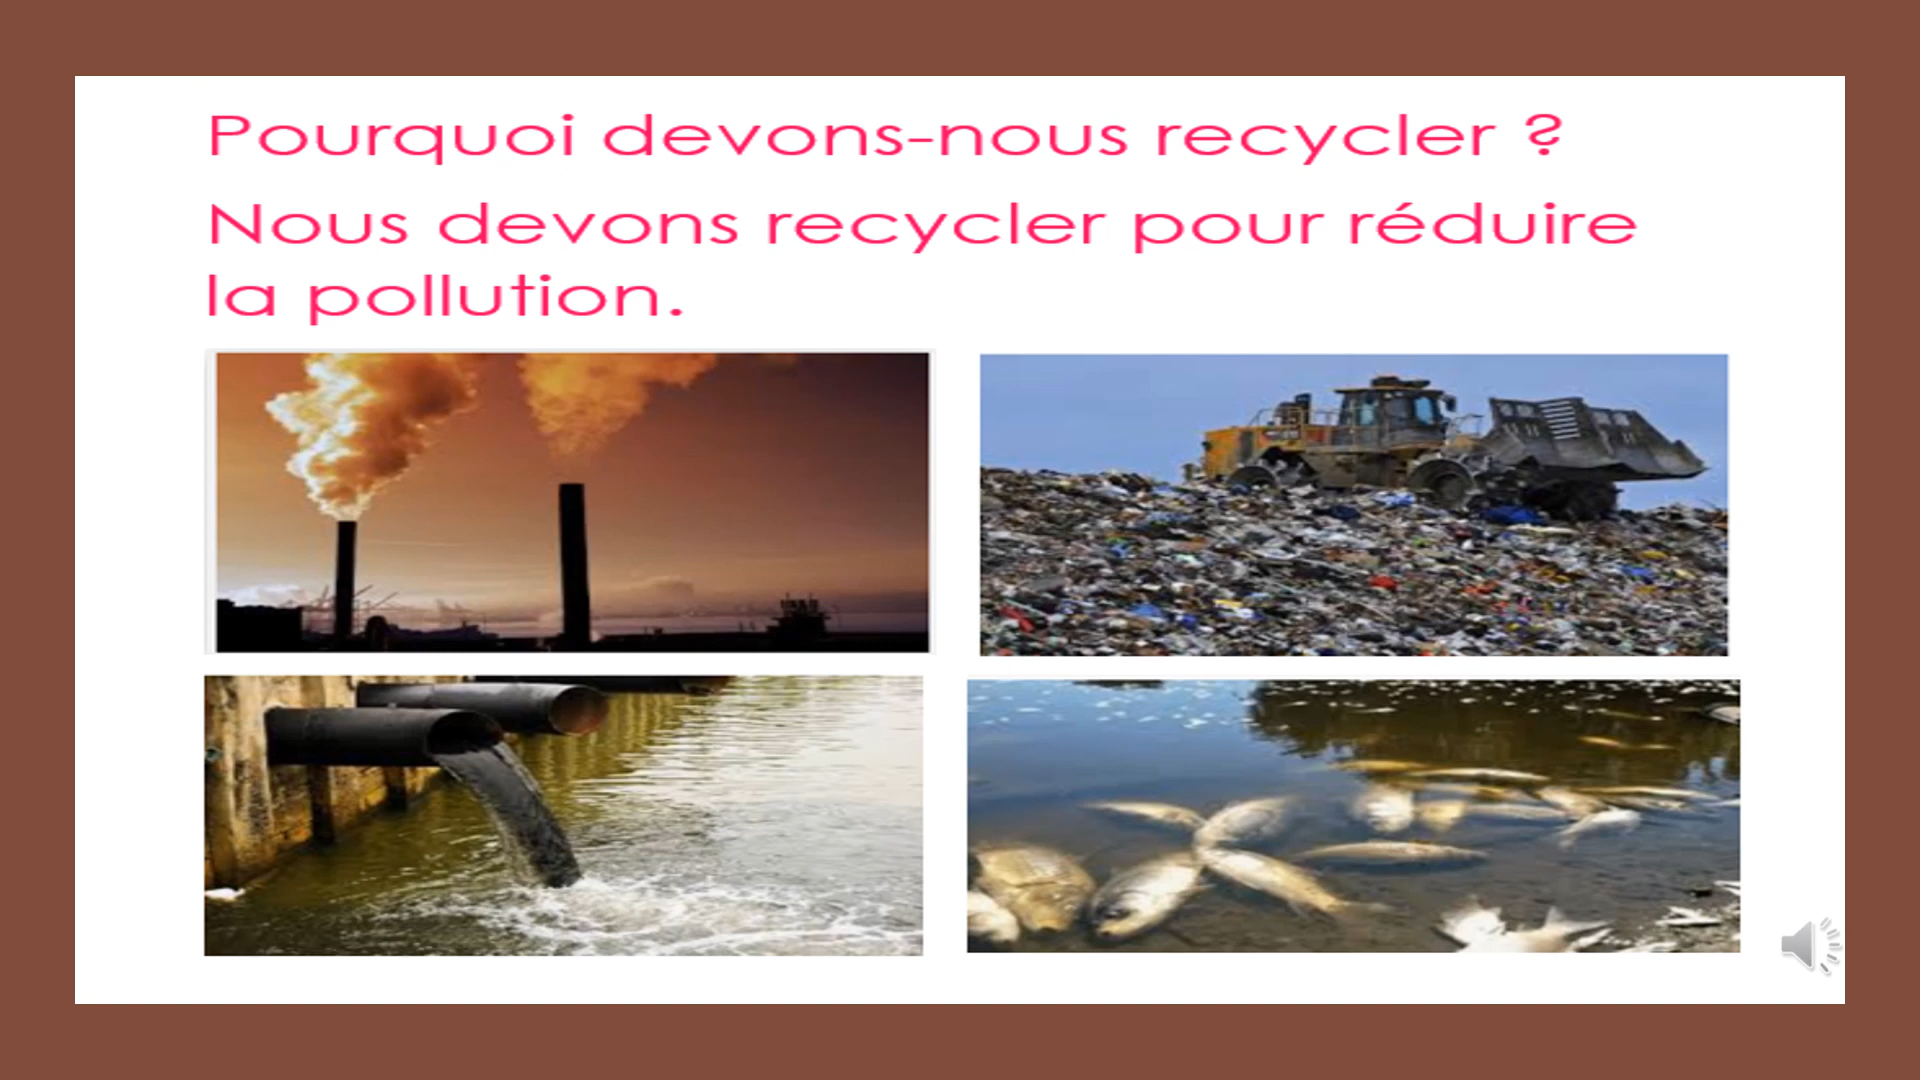 Pourquoi devons-nous recycler ?
Nous devons recycler pour réduire
la pollution.